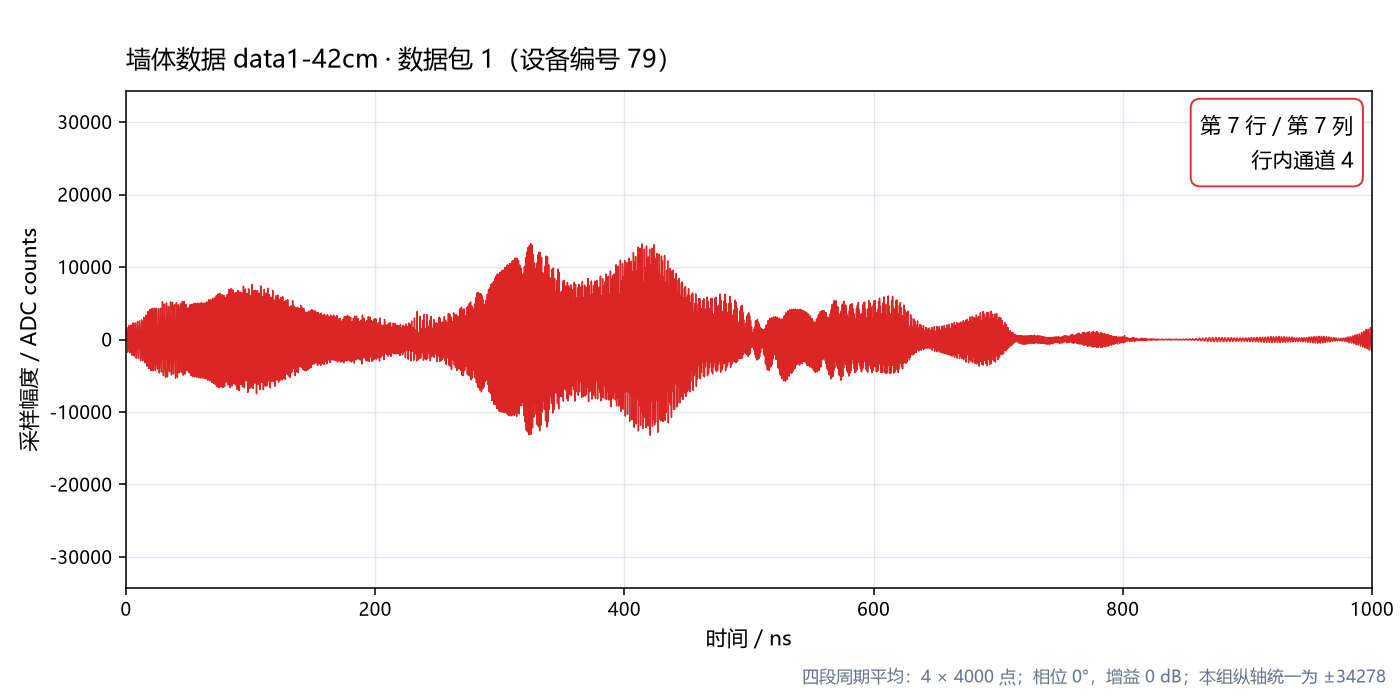 墙体数据 data1-42cm · 数据包 1（设备编号 79）
第 7 行 / 第 7 列
行内通道 4
采样幅度 / ADC counts
30000
20000
10000
0
-10000
-20000
-30000
0 200 400 600 800 1000
时间 / ns
四段周期平均：4 × 4000 点；相位 0°，增益 0 dB；本组纵轴统一为 ±34278